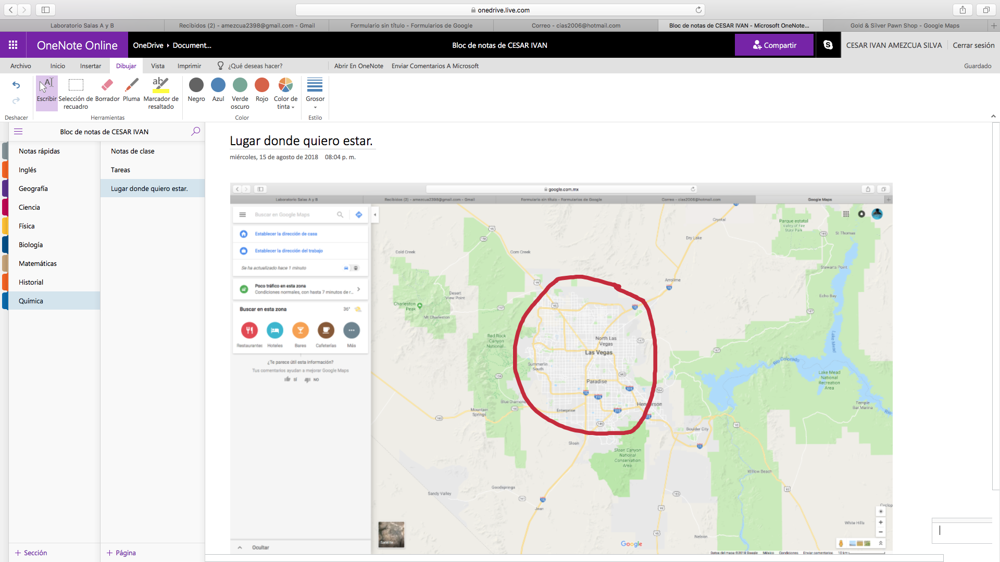 onedrive.live.com
Laboratorio Salas A y B
Recibidos (2) - amezcua2398@gmail.com - Gmail
Formulario sin título - Formularios de Google
Correo - cias2006@hotmail.com
Bloc de notas de CESAR IVAN - Microsoft OneNote...
Gold & Silver Pawn Shop - Google Maps
OneNote Online
OneDrive › Document...
Bloc de notas de CESAR IVAN
Compartir
CESAR IVAN AMEZCUA SILVA
Cerrar sesión
Archivo
Inicio
Insertar
Dibujar
Vista
Imprimir
¿Qué deseas hacer?
Abrir En OneNote
Enviar Comentarios A Microsoft
Guardado
Escribir
Selección de
recuadro
Borrador
Pluma
Marcador de
resaltado
Negro
Azul
Verde
oscuro
Rojo
Color de
tinta
Grosor
Deshacer
Herramientas
Color
Estilo
Bloc de notas de CESAR IVAN
Notas rápidas
Inglés
Geografía
Ciencia
Física
Biología
Matemáticas
Historial
Química
+ Sección
Notas de clase
Tareas
Lugar donde quiero estar.
+ Página
Lugar donde quiero estar.
miércoles, 15 de agosto de 2018 08:04 p. m.
google.com.mx
Laboratorio Salas A y B
Recibidos (2) - amezcua2398@gmail.com - Gmail
Formulario sin título - Formularios de Google
Correo - cias2006@hotmail.com
Google Maps
Buscar en Google Maps
Establecer la dirección de casa
Establecer la dirección del trabajo
Se ha actualizado hace 1 minuto
Poco tráfico en esta zona
Condiciones normales, con hasta 7 minutos de r...
Buscar en esta zona
36°
Restaurantes
Hoteles
Bares
Cafeterías
Más
¿Te parece útil esta información?
Tus comentarios ayudan a mejorar Google Maps
SÍ
NO
Ocultar
Satélite
Crystal
Parque estatal
Valley of Fire
State Park
St Thomas
Dry Lake
Cold Creek
Corn Creek
Stewarts Point
Arrolime
Desert
View Point
Charleston
Peak
Mt Charleston
Echo Bay
Red Rock
Canyon
National...
North Las
Vegas
Las Vegas
Lake Mead
Summerlin
South
Río Colorado
Lake Mead
National
Recreation
Area
Paradise
Blue Diamond
Henderson
Temple
Bar Marina
Mountain
Springs
Enterprise
Boulder City
Sloan
Sloan Canyon
National
Conservation
Area
Willow Beach
Goodsprings
Sandy Valley
Jean
White Hills
Nelson
Google
Datos del mapa ©2018 Google
México
Condiciones
Enviar comentarios
10 km